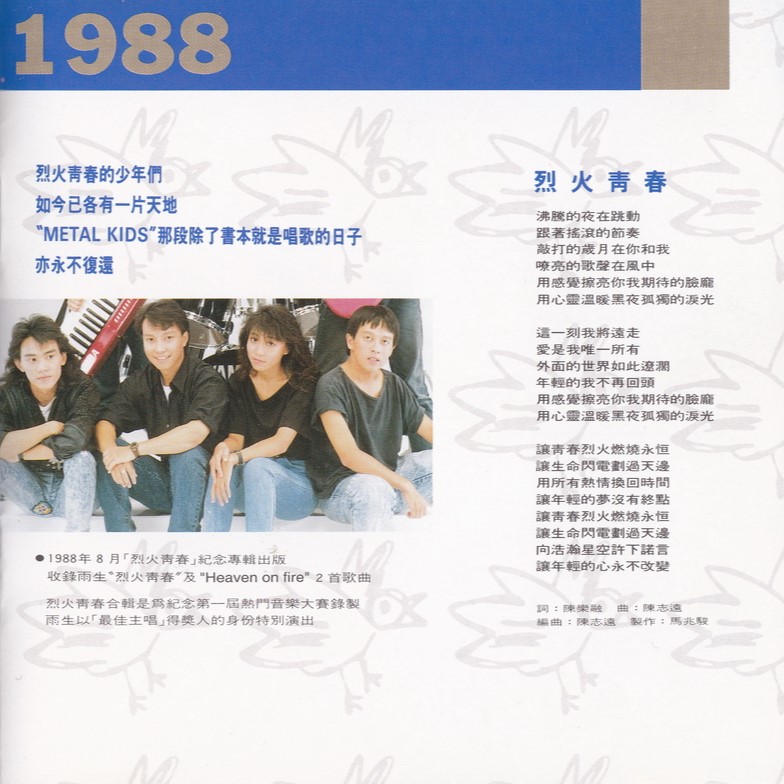 1988
烈火青春的少年們
如今已各有一片天地
“METAL KIDS”那段除了書本就是唱歌的日子
亦永不復還
●1988年 8 月「烈火青春」紀念專輯出版
收錄雨生“烈火青春”及 “Heaven on fire” 2 首歌曲
烈火青春合輯是爲紀念第一屆熱門音樂大賽錄製
雨生以「最佳主唱」得獎人的身份特別演出
烈火青春
沸騰的夜在跳動
跟著搖滾的節奏
敲打的歲月在你和我
嘹亮的歌聲在風中
用感覺擦亮你我期待的臉龐
用心靈溫暖黑夜孤獨的淚光
這一刻我將遠走
愛是我唯一所有
外面的世界如此遼濶
年輕的我不再回頭
用感覺擦亮你我期待的臉龐
用心靈溫暖黑夜孤獨的淚光
讓青春烈火燃燒永恒
讓生命閃電劃過天邊
用所有熱情換回時間
讓年輕的夢沒有終點
讓青春烈火燃燒永恒
讓生命閃電劃過天邊
向浩瀚星空許下諾言
讓年輕的心永不改變
詞：陳樂融　曲：陳志遠
編曲：陳志遠　製作：馬兆駿